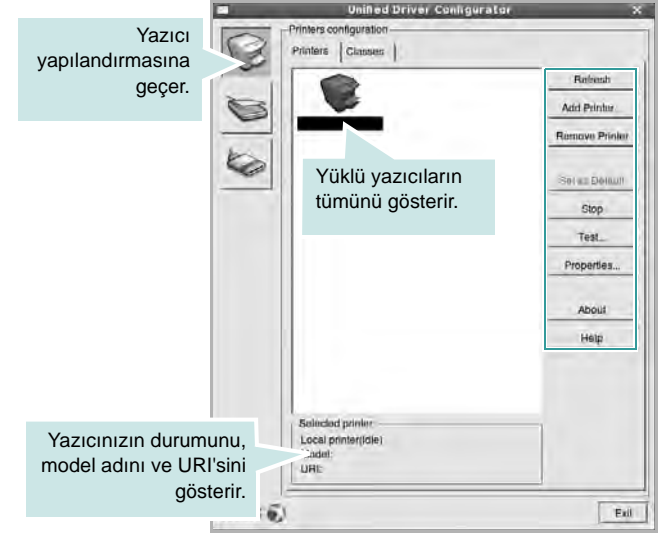 Unified Driver Configurator
Yazıcı
yapılandırmasına
geçer.
Printers configuration
Printers
Classes
Refresh
Add Printer...
Remove Printer
Set as Default
Stop
Test...
Properties...
About
Help
Yüklü yazıcıların
tümünü gösterir.
Yazıcınızın durumunu,
model adını ve URI'sini
gösterir.
Selected printer
Local printer(idle)
URI:
Exit